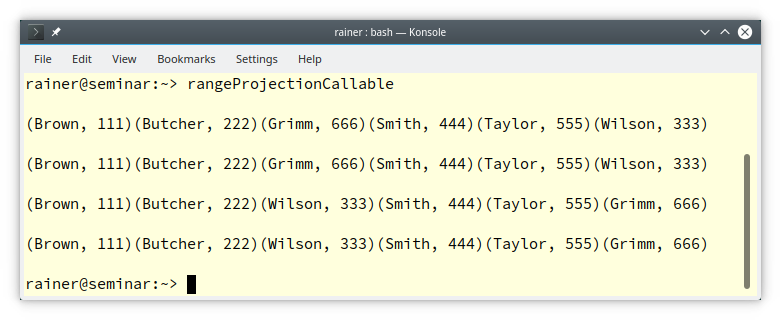 rainer : bash — Konsole
File Edit View Bookmarks Settings Help
rainer@seminar:~> rangeProjectionCallable
(Brown, 111)(Butcher, 222)(Grimm, 666)(Smith, 444)(Taylor, 555)(Wilson, 333)
(Brown, 111)(Butcher, 222)(Grimm, 666)(Smith, 444)(Taylor, 555)(Wilson, 333)
(Brown, 111)(Butcher, 222)(Wilson, 333)(Smith, 444)(Taylor, 555)(Grimm, 666)
(Brown, 111)(Butcher, 222)(Wilson, 333)(Smith, 444)(Taylor, 555)(Grimm, 666)
rainer@seminar:~>